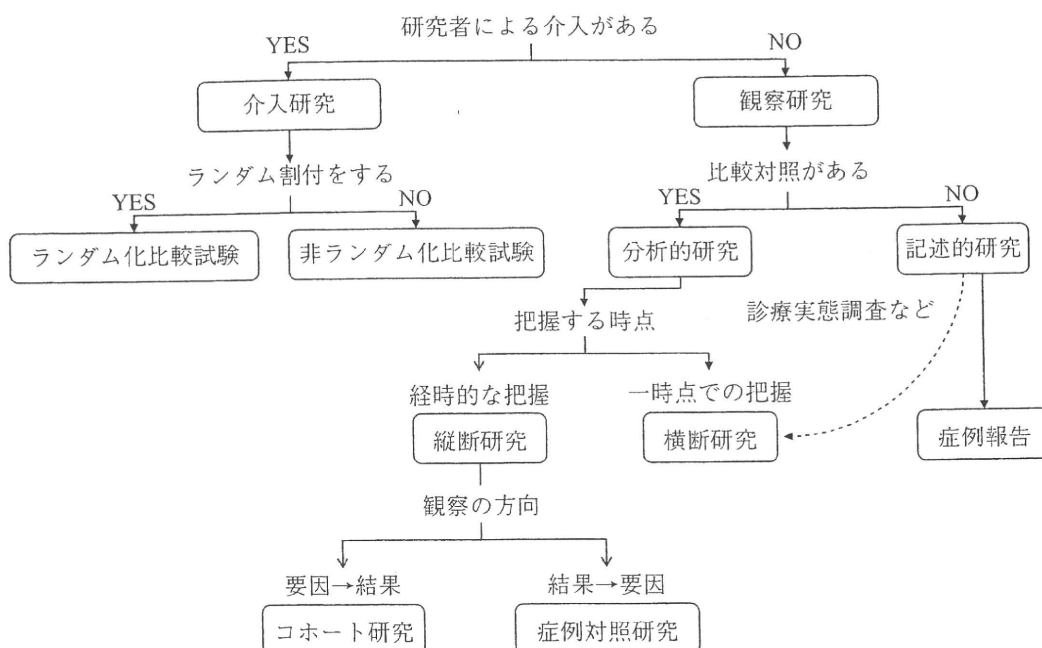 研究者による介入がある
YES
NO
介入研究
観察研究
ランダム割付をする
比較対照がある
YES
NO
YES
NO
ランダム化比較試験
非ランダム化比較試験
分析的研究
記述的研究
把握する時点
診療実態調査など
経時的な把握
一時点での把握
縦断研究
横断研究
症例報告
観察の方向
要因→結果
結果→要因
コホート研究
症例対照研究